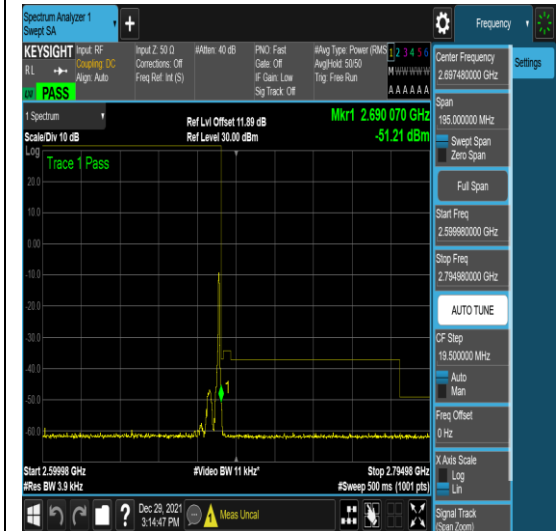 Spectrum Analyzer 1
Swept SA
Frequency
KEYSIGHT
Input: RF
Coupling: DC
Align: Auto
Input Z: 50 Ω
Corrections: Off
Freq Ref: Int (S)
#Atten: 40 dB
PNO: Fast
Gate: Off
IF Gain: Low
Sig Track: Off
#Avg Type: Power (RMS
Avg|Hold: 50/50
Trig: Free Run
1 2 3 4 5 6
M W W W W W
A A A A A A
RL
PASS
Center Frequency
2.697480000 GHz
Settings
Span
195.000000 MHz
Swept Span
Zero Span
Full Span
Start Freq
2.599980000 GHz
Stop Freq
2.794980000 GHz
AUTO TUNE
CF Step
19.500000 MHz
Auto
Man
Freq Offset
0 Hz
X Axis Scale
Log
Lin
Signal Track
(Span Zoom)
1 Spectrum
Scale/Div 10 dB
Ref Lvl Offset 11.89 dB
Ref Level 30.00 dBm
Mkr1 2.690 070 GHz
-51.21 dBm
Log
Trace 1 Pass
20.0
10.0
0.00
-10.0
-20.0
-30.0
-40.0
-50.0
-60.0
1
Start 2.59998 GHz
#Res BW 3.9 kHz
#Video BW 11 kHz*
Stop 2.79498 GHz
#Sweep 500 ms (1001 pts)
?
Dec 29, 2021
3:14:47 PM
Meas Uncal